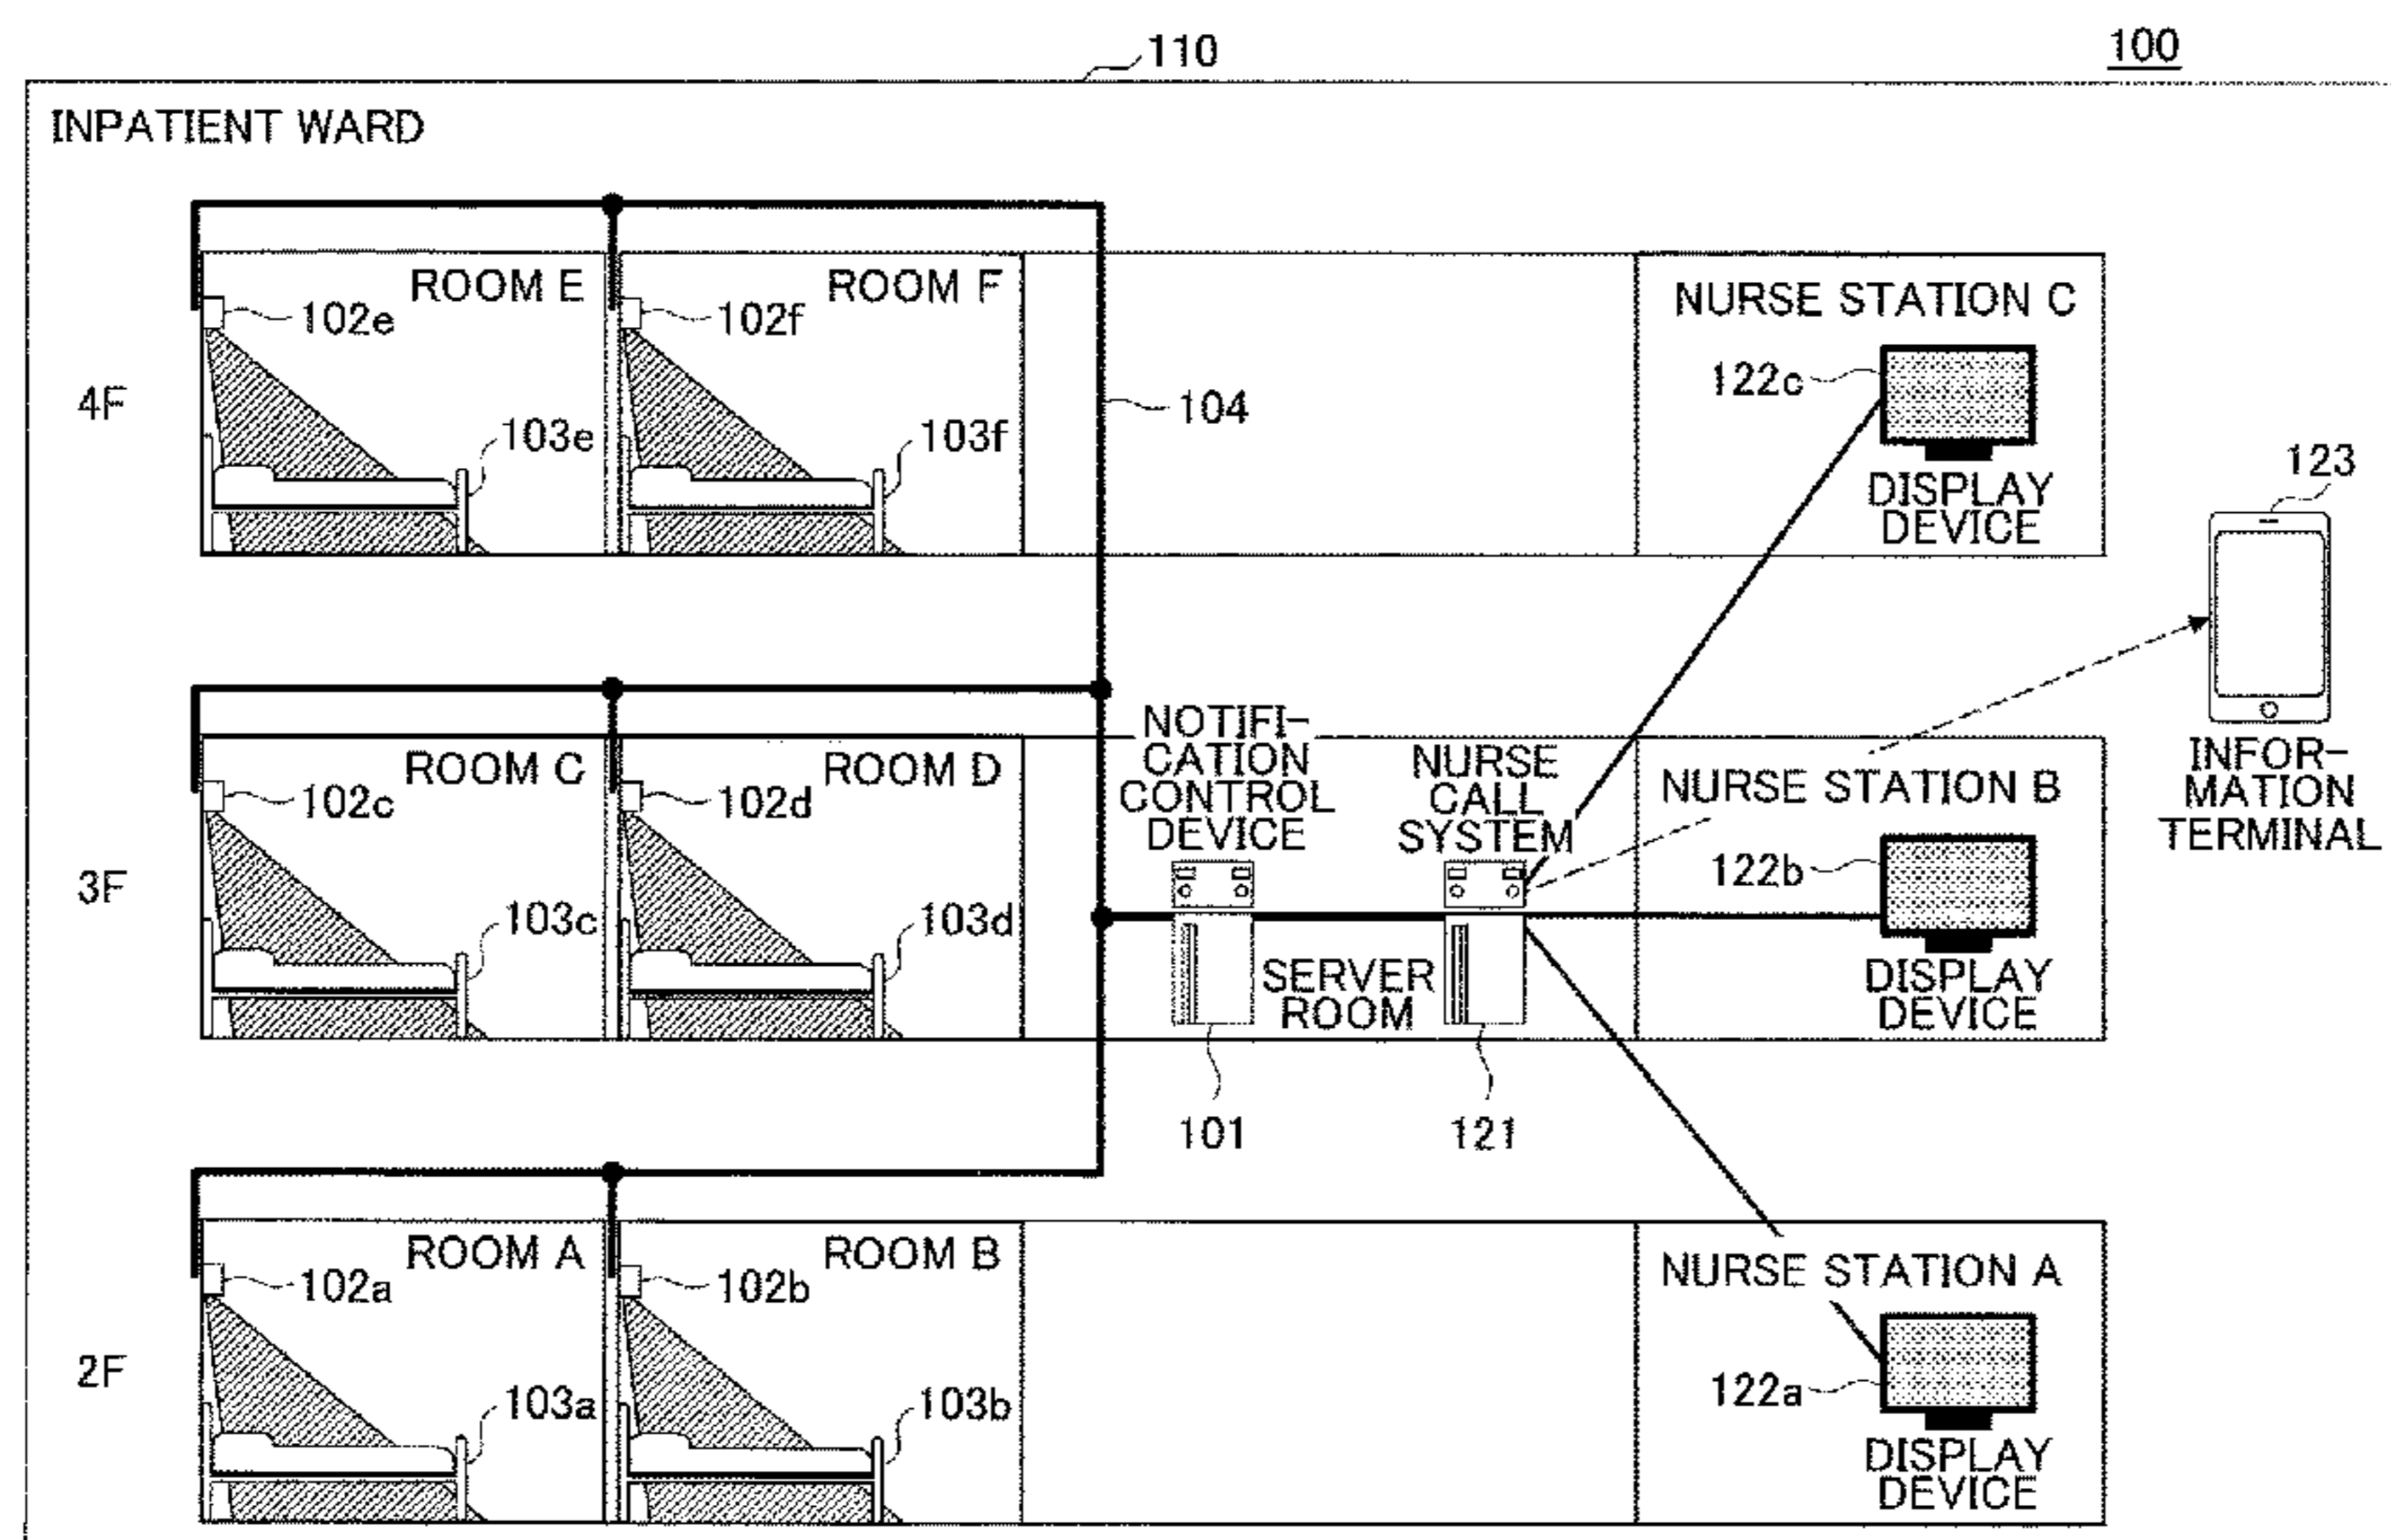 100
110
INPATIENT WARD
4F
ROOM E
102e
103e
ROOM F
102f
103f
104
NURSE STATION C
122c
DISPLAY
DEVICE
123
INFOR-
MATION
TERMINAL
3F
ROOM C
102c
103c
ROOM D
102d
103d
NOTIFI-
CATION
CONTROL
DEVICE
NURSE
CALL
SYSTEM
SERVER
ROOM
101
121
NURSE STATION B
122b
DISPLAY
DEVICE
2F
ROOM A
102a
103a
ROOM B
102b
103b
NURSE STATION A
122a
DISPLAY
DEVICE